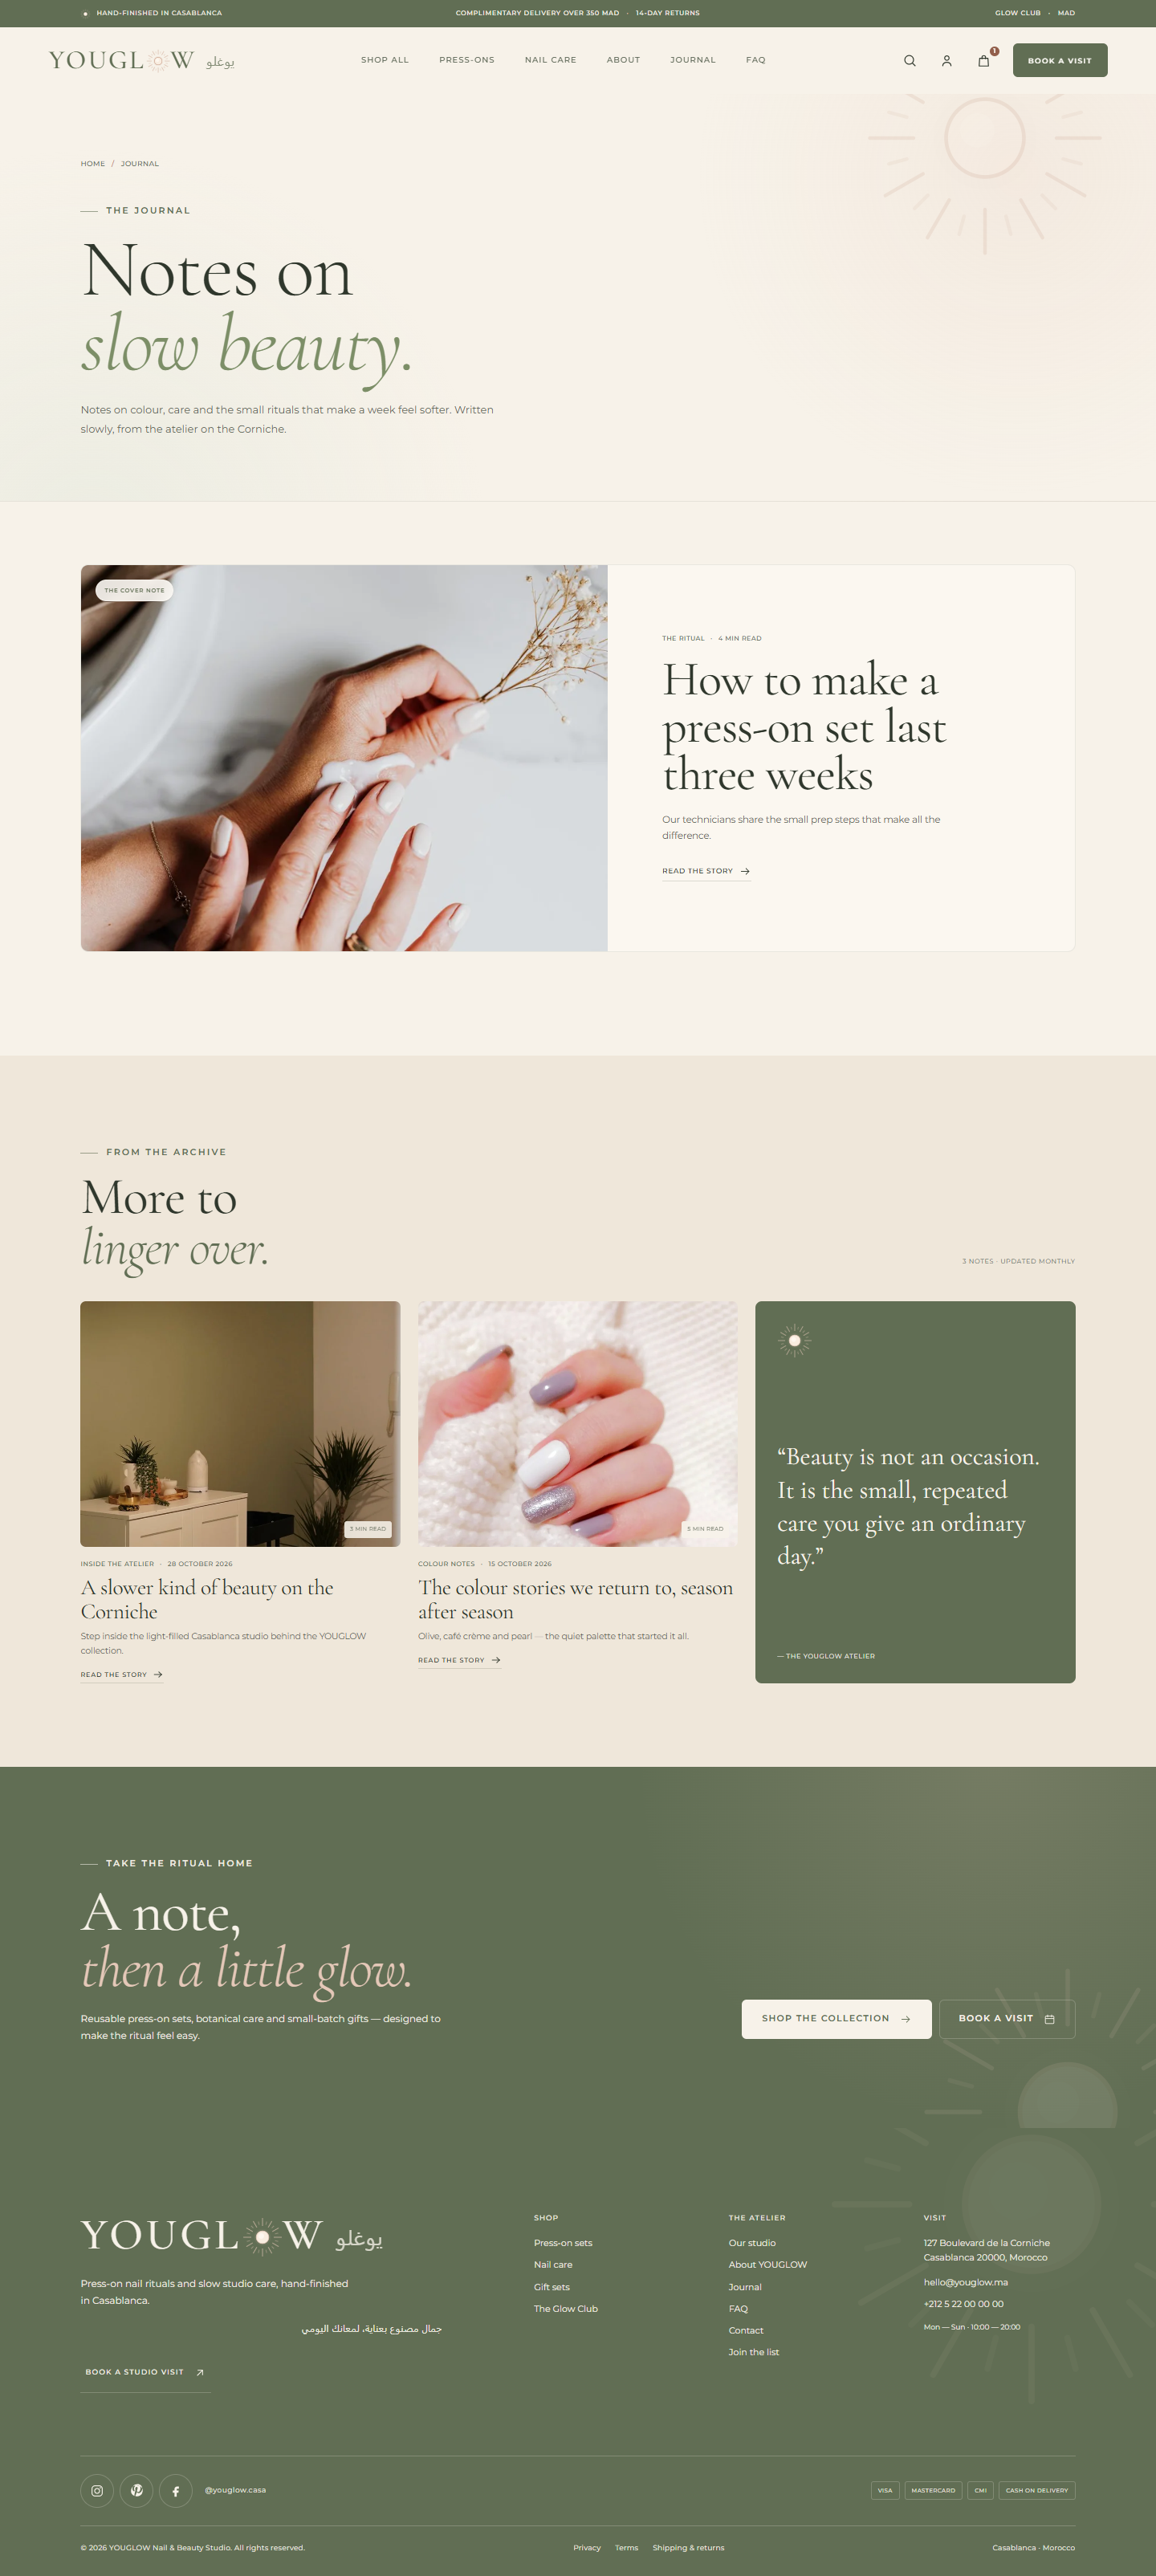 HAND-FINISHED IN CASABLANCA
COMPLIMENTARY DELIVERY OVER 350 MAD · 14-DAY RETURNS
GLOW CLUB · MAD
YOUGLOW يوغلو
SHOP ALL PRESS-ONS NAIL CARE ABOUT JOURNAL FAQ
1
BOOK A VISIT
HOME / JOURNAL
THE JOURNAL
Notes on
slow beauty.
Notes on colour, care and the small rituals that make a week feel softer. Written
slowly, from the atelier on the Corniche.
THE COVER NOTE
THE RITUAL · 4 MIN READ
How to make a
press-on set last
three weeks
Our technicians share the small prep steps that make all the
difference.
READ THE STORY
FROM THE ARCHIVE
More to
linger over.
3 NOTES · UPDATED MONTHLY
3 MIN READ
INSIDE THE ATELIER · 28 OCTOBER 2026
A slower kind of beauty on the
Corniche
Step inside the light-filled Casablanca studio behind the YOUGLOW
collection.
READ THE STORY
5 MIN READ
COLOUR NOTES · 15 OCTOBER 2026
The colour stories we return to, season
after season
Olive, café crème and pearl — the quiet palette that started it all.
READ THE STORY
“Beauty is not an occasion.
It is the small, repeated
care you give an ordinary
day.”
— THE YOUGLOW ATELIER
TAKE THE RITUAL HOME
A note,
then a little glow.
Reusable press-on sets, botanical care and small-batch gifts — designed to
make the ritual feel easy.
SHOP THE COLLECTION
BOOK A VISIT
YOUGLOW يوغلو
Press-on nail rituals and slow studio care, hand-finished
in Casablanca.
جمال مصنوع بعناية، لمعانك اليومي
BOOK A STUDIO VISIT
SHOP
Press-on sets
Nail care
Gift sets
The Glow Club
THE ATELIER
Our studio
About YOUGLOW
Journal
FAQ
Contact
Join the list
VISIT
127 Boulevard de la Corniche
Casablanca 20000, Morocco
hello@youglow.ma
+212 5 22 00 00 00
Mon — Sun · 10:00 — 20:00
@youglow.casa
VISA MASTERCARD CMI CASH ON DELIVERY
© 2026 YOUGLOW Nail & Beauty Studio. All rights reserved.
Privacy Terms Shipping & returns
Casablanca · Morocco